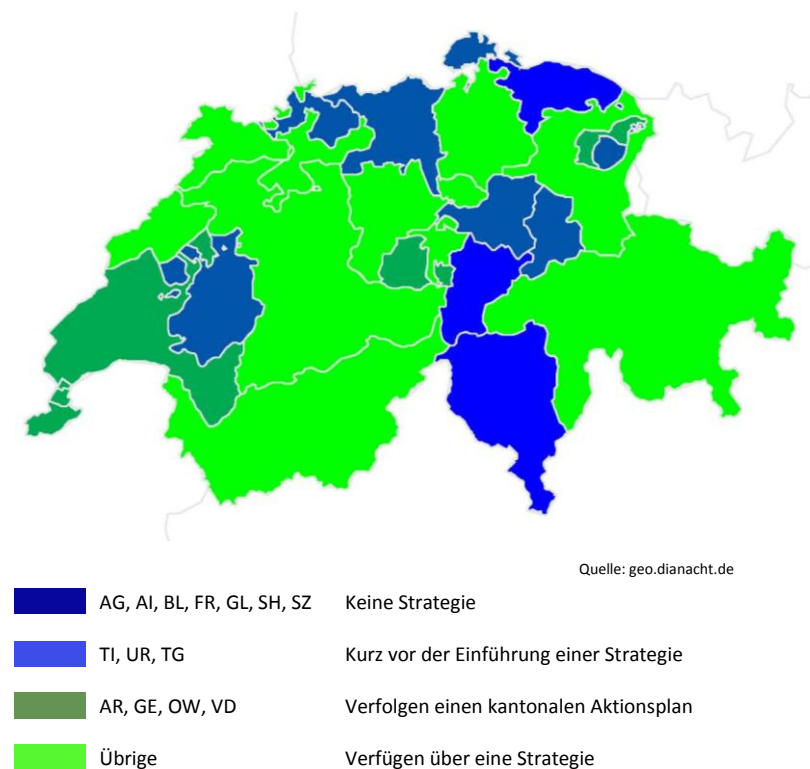 Quelle: geo.dianacht.de
AG, AI, BL, FR, GL, SH, SZ Keine Strategie
TI, UR, TG Kurz vor der Einführung einer Strategie
AR, GE, OW, VD Verfolgen einen kantonalen Aktionsplan
Übrige Verfügen über eine Strategie